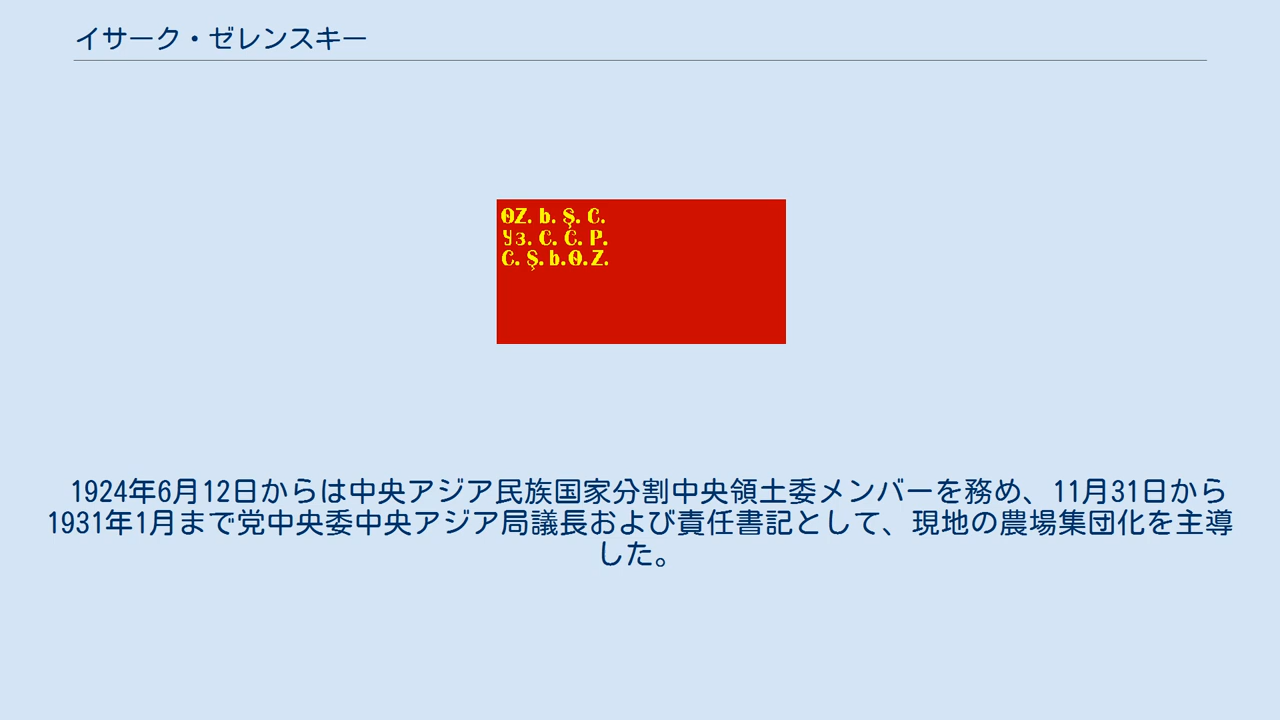 イサーク・ゼレンスキー
ɵZ. b. Ş. C.
Уз. С. С̣. Р.
C. Ş. b.Ɵ.Z.
1924年6月12日からは中央アジア民族国家分割中央領土委メンバーを務め、11月31日から
1931年1月まで党中央委中央アジア局議長および責任書記として、現地の農場集団化を主導
した。